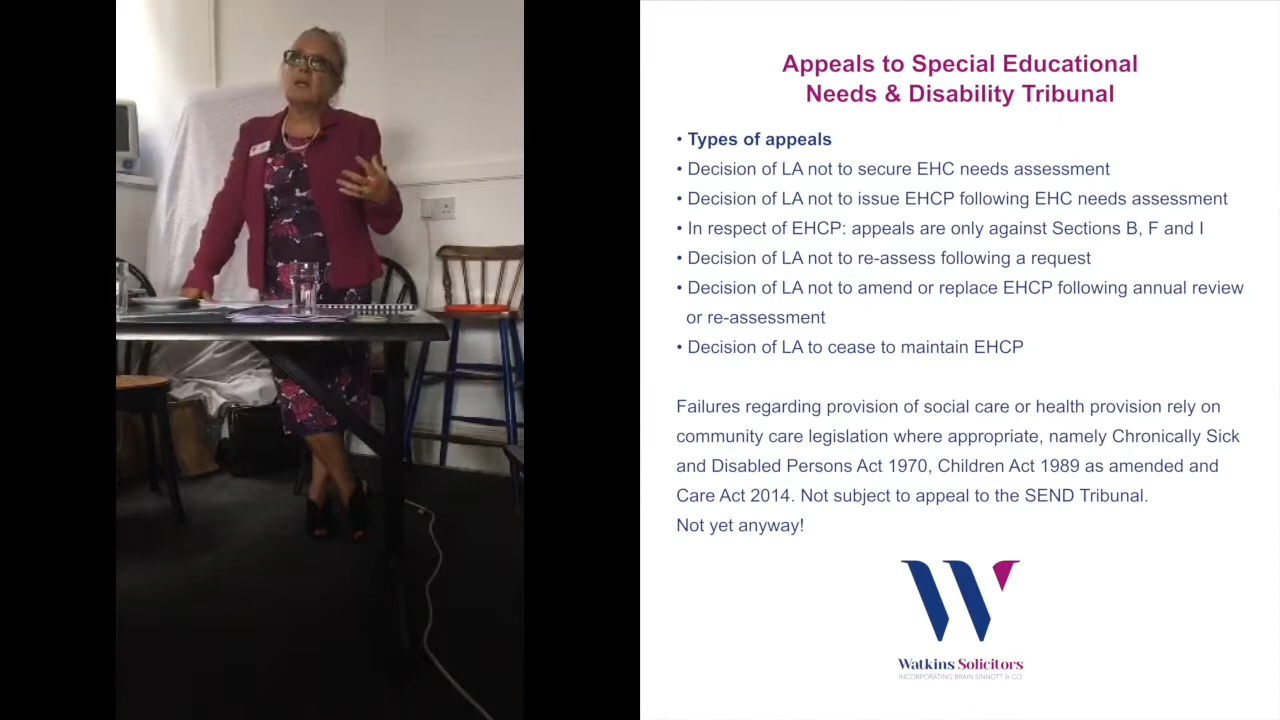 Appeals to Special Educational
Needs & Disability Tribunal
• Types of appeals
• Decision of LA not to secure EHC needs assessment
• Decision of LA not to issue EHCP following EHC needs assessment
• In respect of EHCP: appeals are only against Sections B, F and I
• Decision of LA not to re-assess following a request
• Decision of LA not to amend or replace EHCP following annual review
or re-assessment
• Decision of LA to cease to maintain EHCP
Failures regarding provision of social care or health provision rely on
community care legislation where appropriate, namely Chronically Sick
and Disabled Persons Act 1970, Children Act 1989 as amended and
Care Act 2014. Not subject to appeal to the SEND Tribunal.
Not yet anyway!
W
Watkins Solicitors
INCORPORATING BRAIN SINNOTT & CO